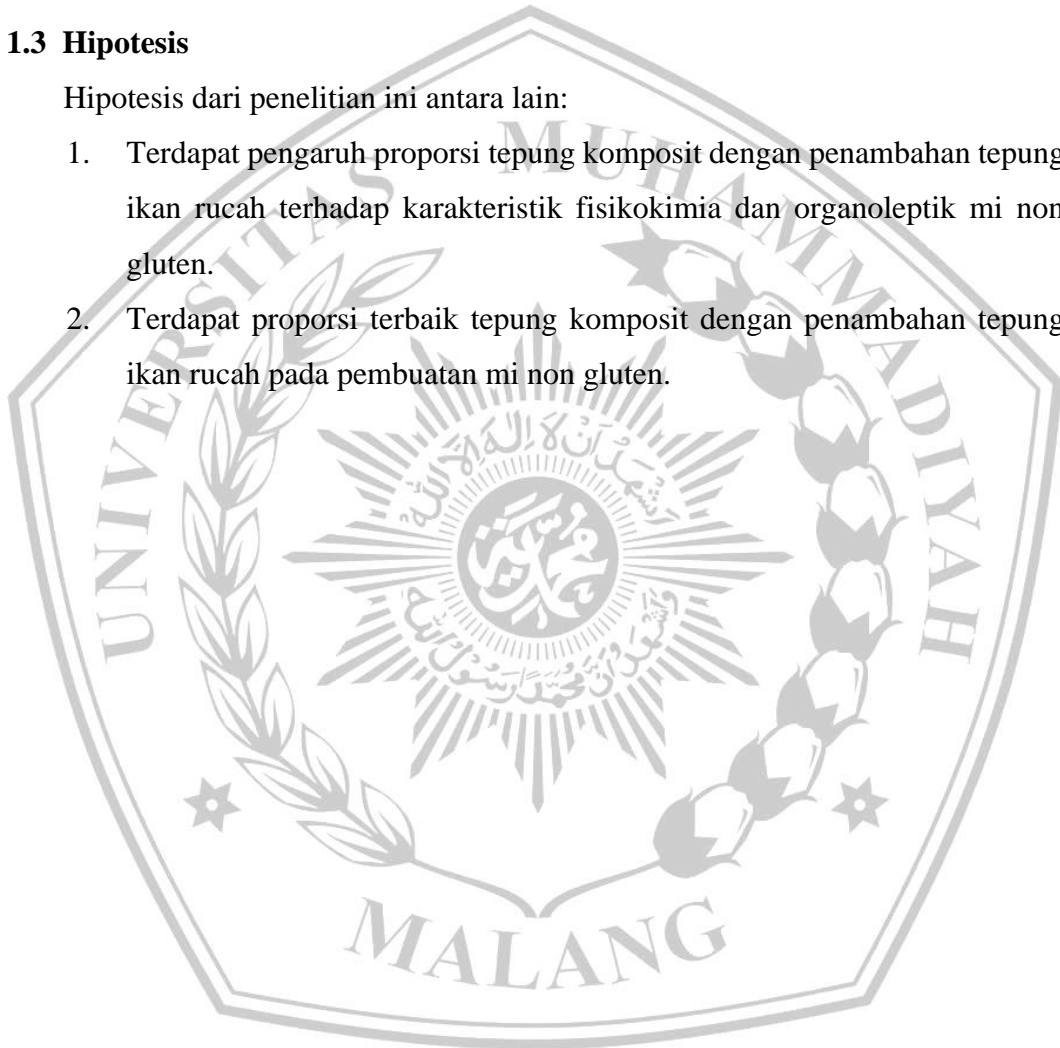 1.3 Hipotesis
Hipotesis dari penelitian ini antara lain:
1. Terdapat pengaruh proporsi tepung komposit dengan penambahan tepung
ikan rucah terhadap karakteristik fisikokimia dan organoleptik mi non
gluten.
2. Terdapat proporsi terbaik tepung komposit dengan penambahan tepung
ikan rucah pada pembuatan mi non gluten.
UNIVERSITAS MUHAMMADIYAH
MALANG